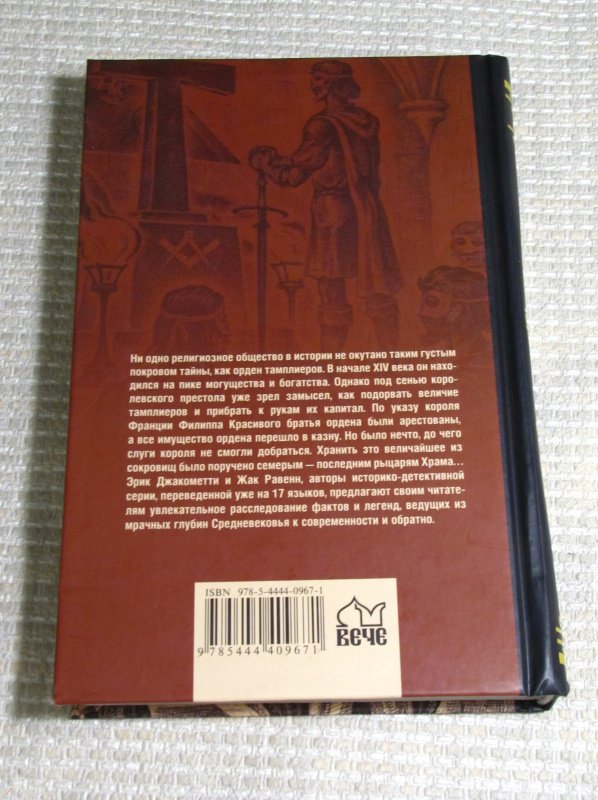 Ни одно религиозное общество в истории не окутано таким густым
покровом тайны, как орден тамплиеров. В начале XIV века он нахо-
дился на пике могущества и богатства. Однако под сенью коро-
левского престола уже зрел замысел, как подорвать величие
тамплиеров и прибрать к рукам их капитал. По указу короля
Франции Филиппа Красивого братья ордена были арестованы,
а все имущество ордена перешло в казну. Но было нечто, до чего
слуги короля не смогли добраться. Хранить это величайшее из
сокровищ было поручено семерым — последним рыцарям Храма...
Эрик Джакометти и Жак Равенн, авторы историко-детективной
серии, переведенной уже на 17 языков, предлагают своим читате-
лям увлекательное расследование фактов и легенд, ведущих из
мрачных глубин Средневековья к современности и обратно.
ISBN 978-5-4444-0967-1
9 785444 409671
ВЕЧЕ